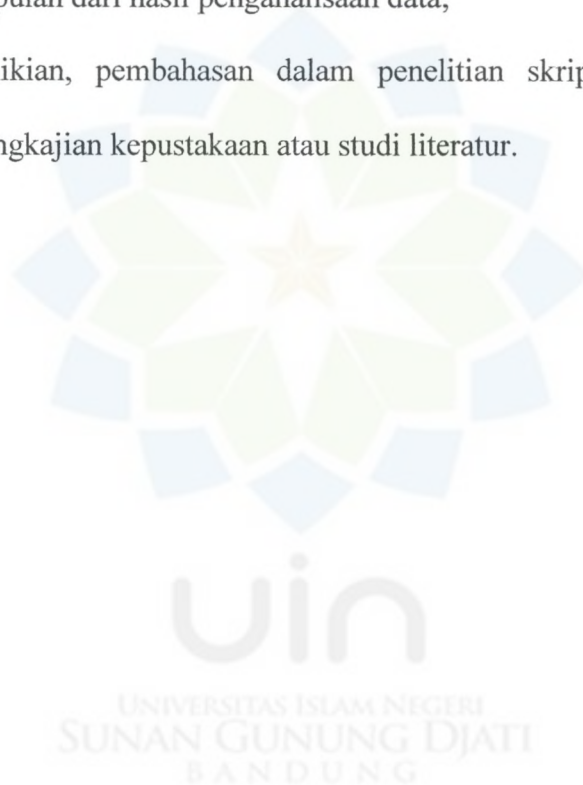 bulan dari hasil penganalisaan data;
ikian, pembahasan dalam penelitian skrip
ngkajian kepustakaan atau studi literatur.
uin
UNIVERSITAS ISLAM NEGERI
SUNAN GUNUNG DJATI
BANDUNG